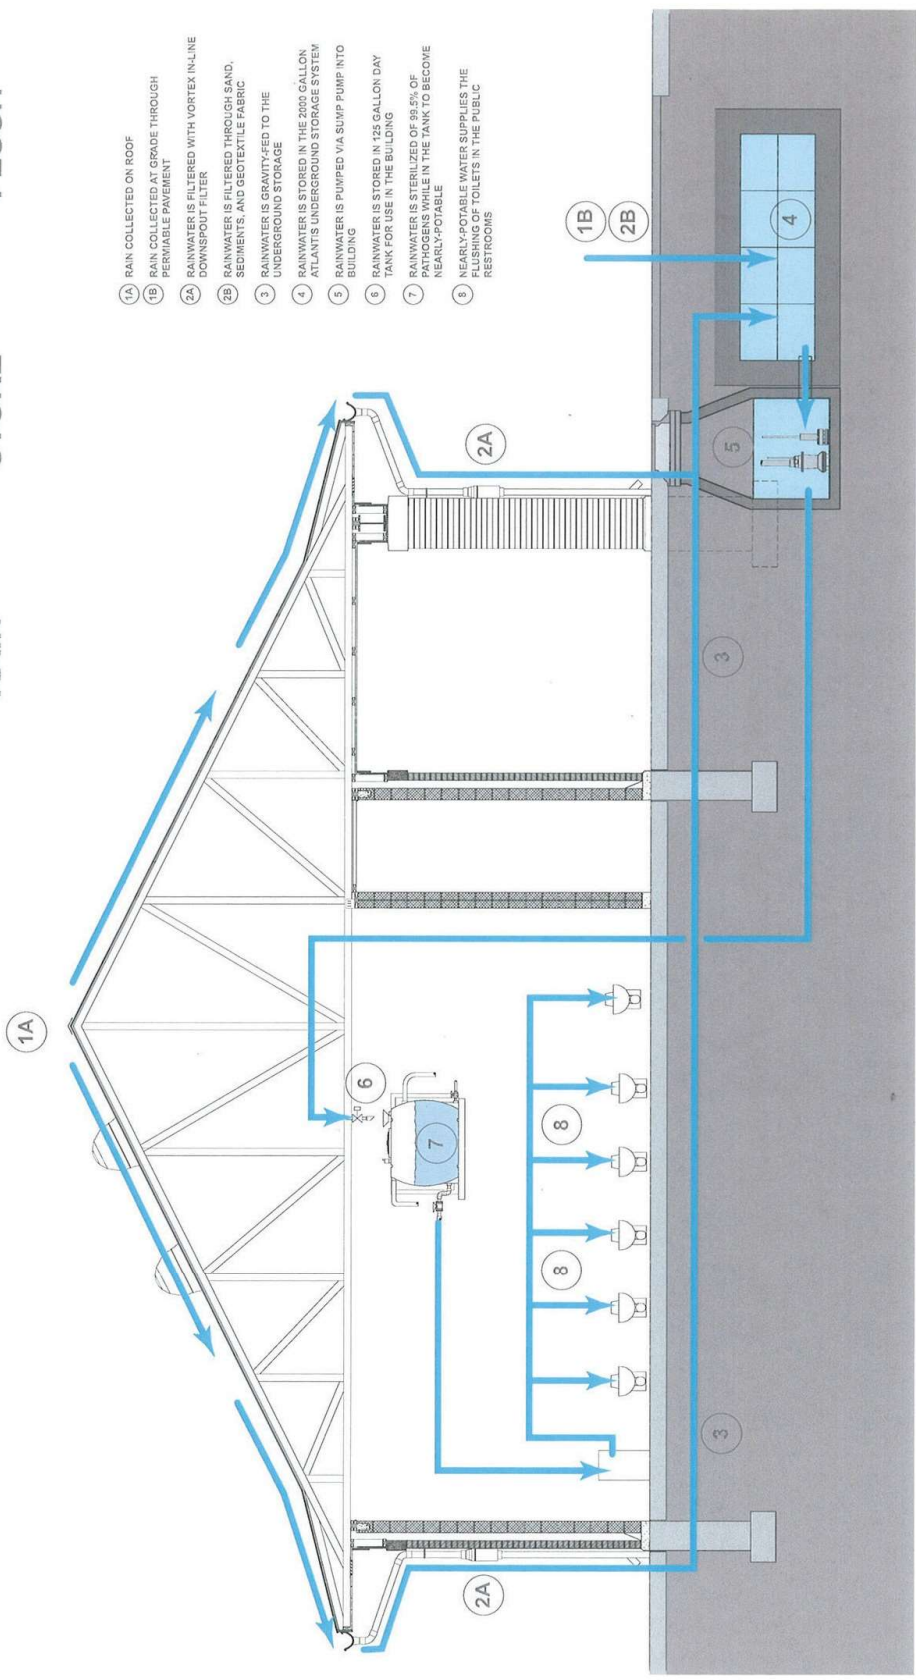 1A RAIN COLLECTED ON ROOF
1B RAIN COLLECTED AT GRADE THROUGH
PERMIABLE PAVEMENT
2A RAINWATER IS FILTERED WITH VORTEX IN-LINE
DOWNSPOUT FILTER
2B RAINWATER IS FILTERED THROUGH SAND,
SEDIMENTS, AND GEOTEXTILE FABRIC
3 RAINWATER IS GRAVITY-FED TO THE
UNDERGROUND STORAGE
4 RAINWATER IS STORED IN THE 2000 GALLON
ATLANTIS UNDERGROUND STORAGE SYSTEM
5 RAINWATER IS PUMPED VIA SUMP PUMP INTO
BUILDING
6 RAINWATER IS STORED IN 125 GALLON DAY
TANK FOR USE IN THE BUILDING
7 RAINWATER IS STERILIZED OF 99.5% OF
PATHOGENS WHILE IN THE TANK TO BECOME
NEARLY-POTABLE
8 NEARLY-POTABLE WATER SUPPLIES THE
FLUSHING OF TOILETS IN THE PUBLIC
RESTROOMS
1A
6
7
8
8
2A
2A
1B
2B
3
3
5
4